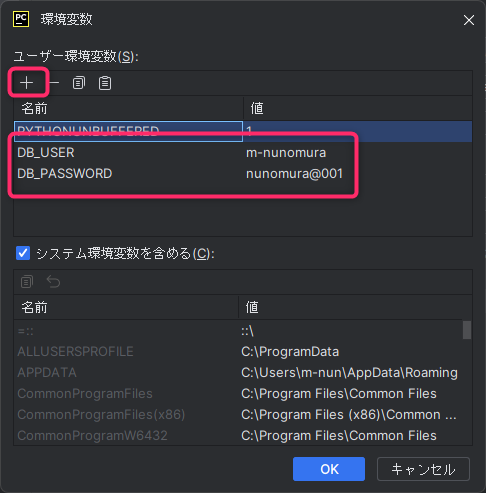 PC 環境変数
ユーザー環境変数(S):
名前 値
PYTHONUNBUFFERED 1
DB_USER m-nunomura
DB_PASSWORD nunomura@001
システム環境変数を含める(C):
名前 値
=:: ::\
ALLUSERSPROFILE C:\ProgramData
APPDATA C:\Users\m-nun\AppData\Roaming
CommonProgramFiles C:\Program Files\Common Files
CommonProgramFiles(x86) C:\Program Files (x86)\Common ...
CommonProgramW6432 C:\Program Files\Common Files
OK キャンセル